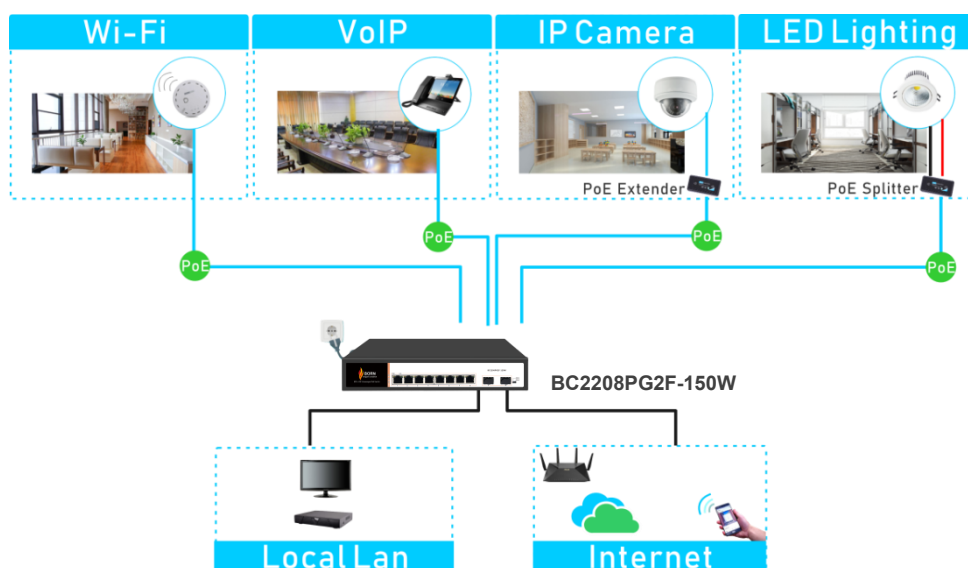 Wi-Fi
VoIP
IP Camera
LED Lighting
PoE Extender
PoE Splitter
PoE
PoE
PoE
PoE
BC2208PG2F-150W
Local Lan
Internet